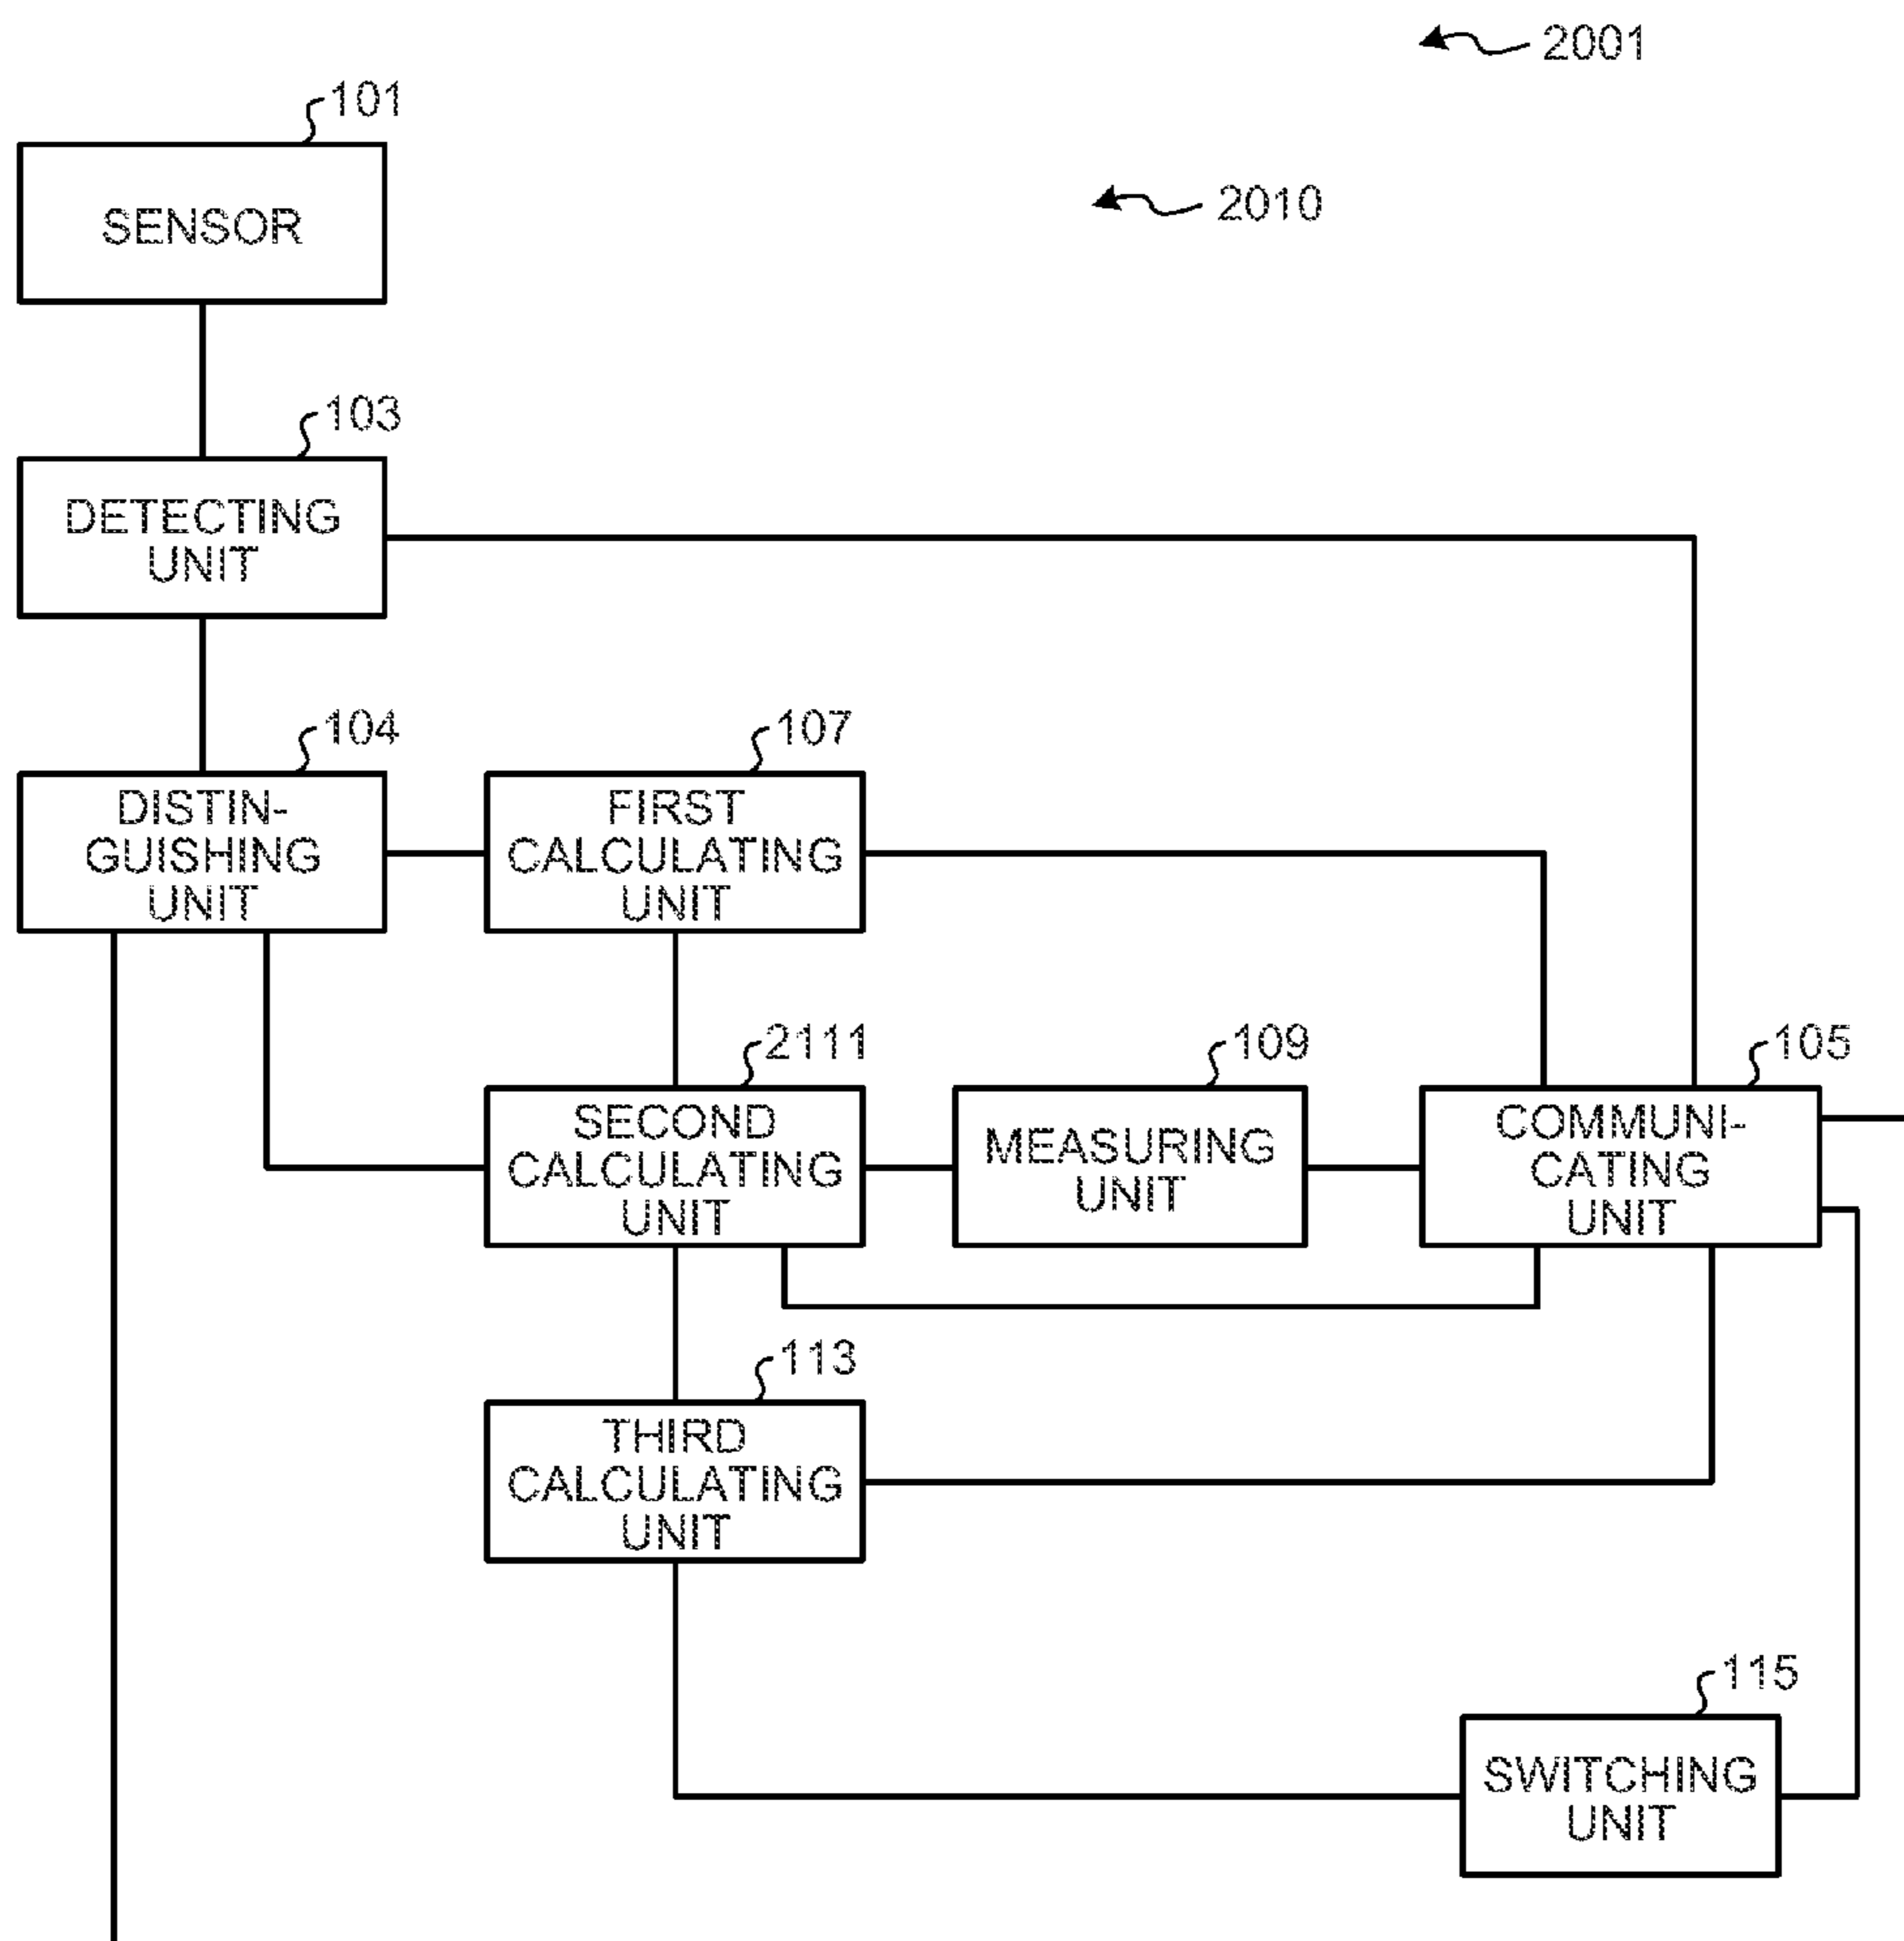 2001
101
SENSOR
2010
103
DETECTING
UNIT
104
DISTIN-
GUISHING
UNIT
107
FIRST
CALCULATING
UNIT
2111
SECOND
CALCULATING
UNIT
109
MEASURING
UNIT
105
COMMUNI-
CATING
UNIT
113
THIRD
CALCULATING
UNIT
115
SWITCHING
UNIT